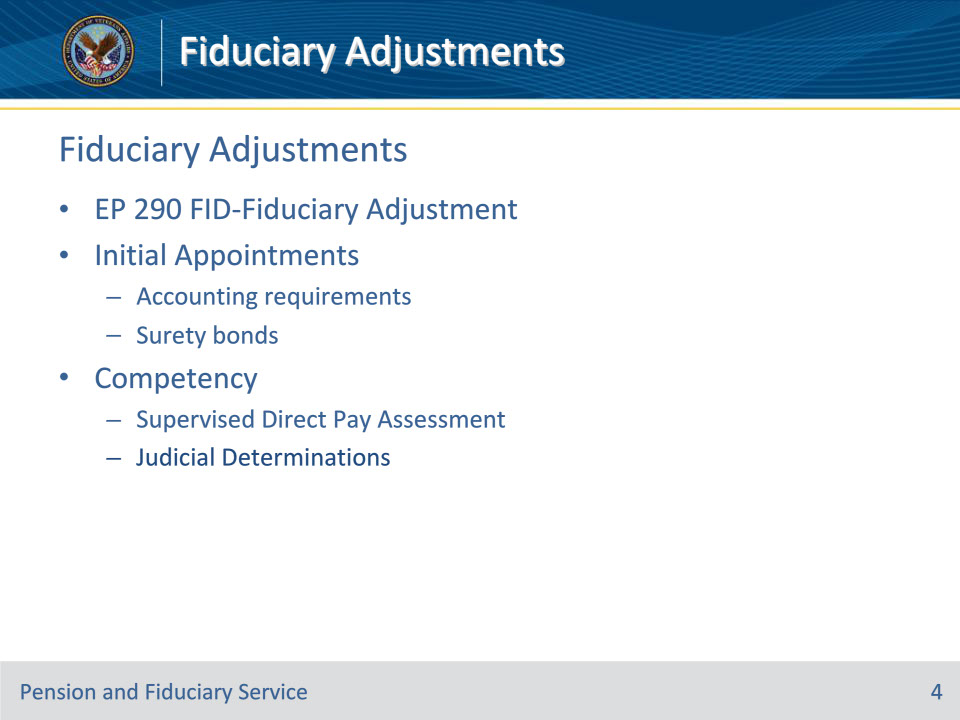 Fiduciary Adjustments
Fiduciary Adjustments
• EP 290 FID-Fiduciary Adjustment
• Initial Appointments
– Accounting requirements
– Surety bonds
• Competency
– Supervised Direct Pay Assessment
– Judicial Determinations
Pension and Fiduciary Service
4